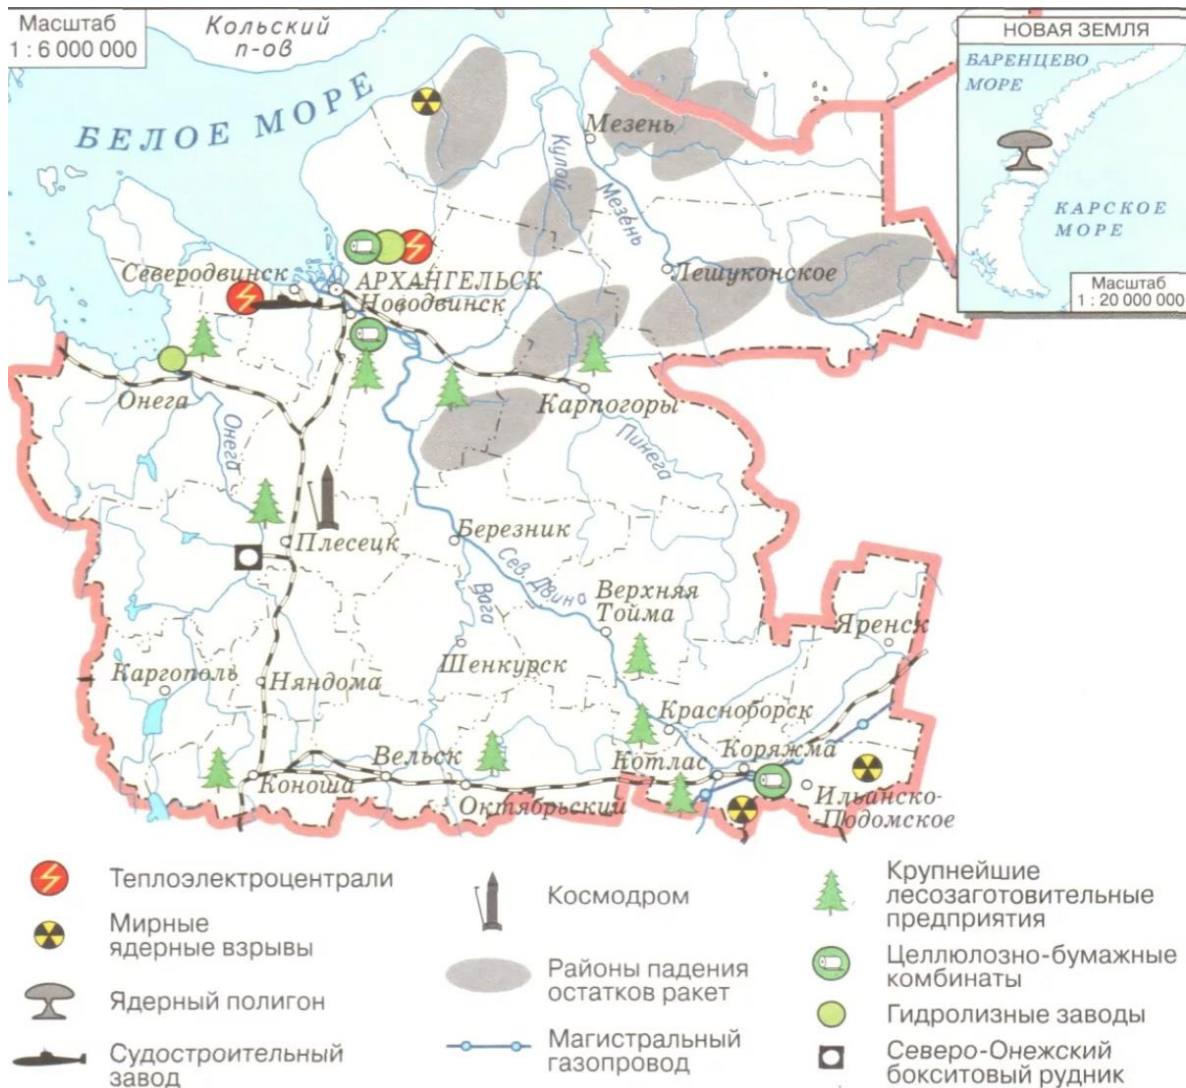 Масштаб
1 : 6 000 000
Кольский
п-ов
НОВАЯ ЗЕМЛЯ
БАРЕНЦЕВО
МОРЕ
КАРСКОЕ
МОРЕ
Масштаб
1 : 20 000 000
БЕЛОЕ МОРЕ
Мезень
Кулой
Мезень
Лешуконское
Северодвинск
АРХАНГЕЛЬСК
Новодвинск
Онега
Онега
Карпогоры
Пинега
Плесецк
Березник
Сев. Двина
Вага
Верхняя
Тойма
Яренск
Шенкурск
Каргополь
Няндома
Красноборск
Вельск
Котлас
Коряжма
Коноша
Октябрьский
Ильинско-
Подомское
Теплоэлектроцентрали
Мирные
ядерные взрывы
Ядерный полигон
Судостроительный
завод
Космодром
Районы падения
остатков ракет
Магистральный
газопровод
Крупнейшие
лесозаготовительные
предприятия
Целлюлозно-бумажные
комбинаты
Гидролизные заводы
Северо-Онежский
бокситовый рудник